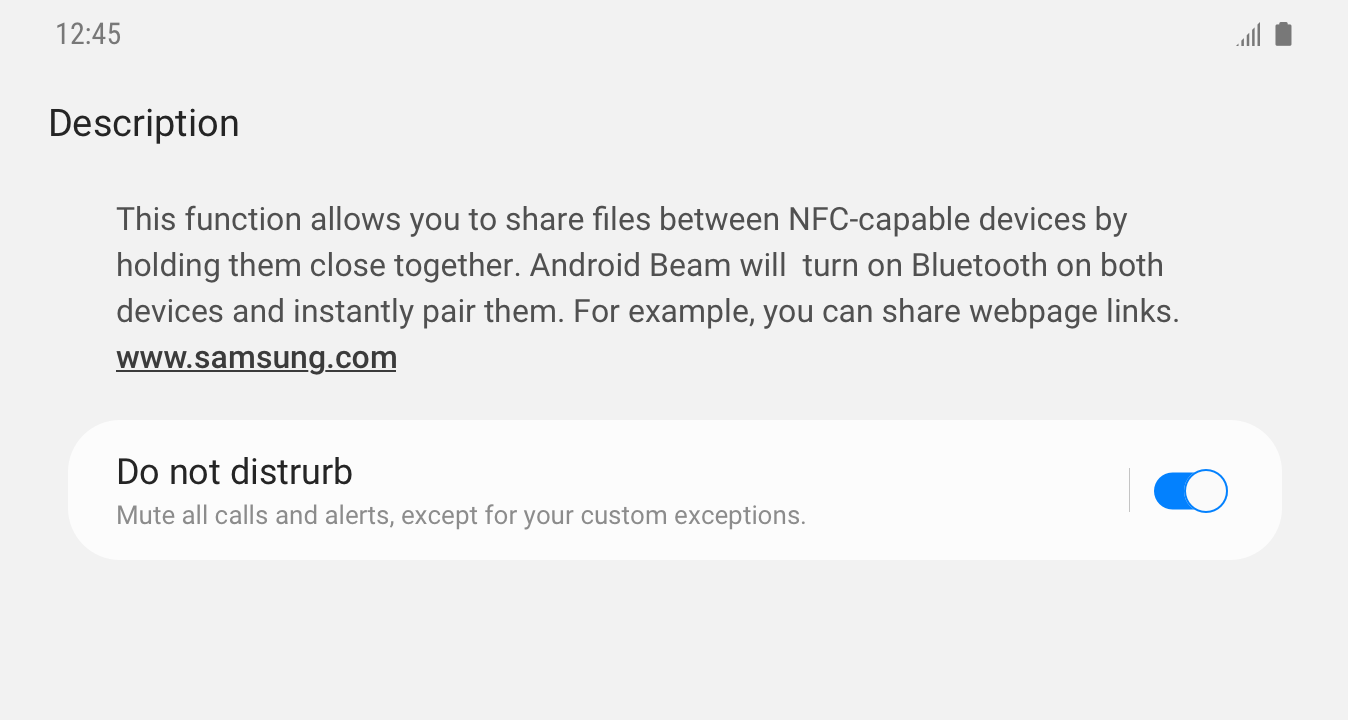 12:45
Description
This function allows you to share files between NFC-capable devices by
holding them close together. Android Beam will  turn on Bluetooth on both
devices and instantly pair them. For example, you can share webpage links.
www.samsung.com
Do not distrurb
Mute all calls and alerts, except for your custom exceptions.